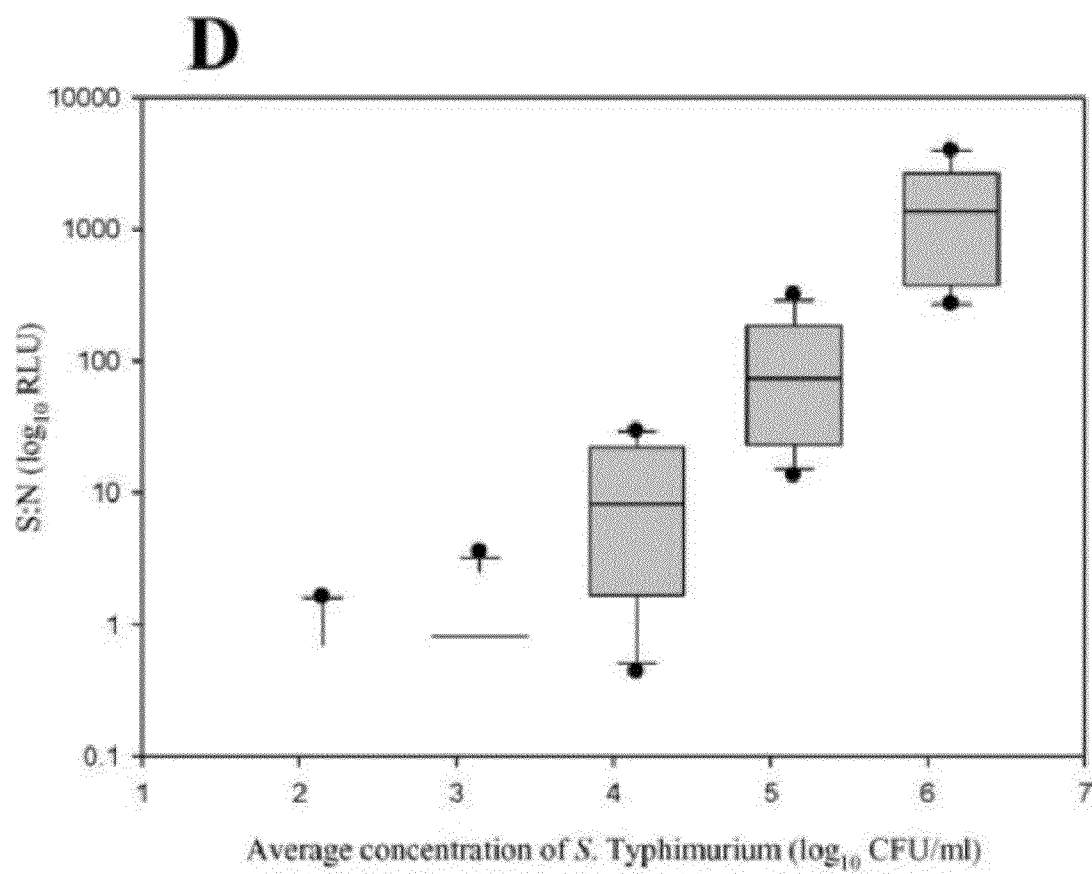 D
10000
1000
100
10
1
0.1
S:N (log10 RLU)
1 2 3 4 5 6 7
Average concentration of S. Typhimurium (log10 CFU/ml)